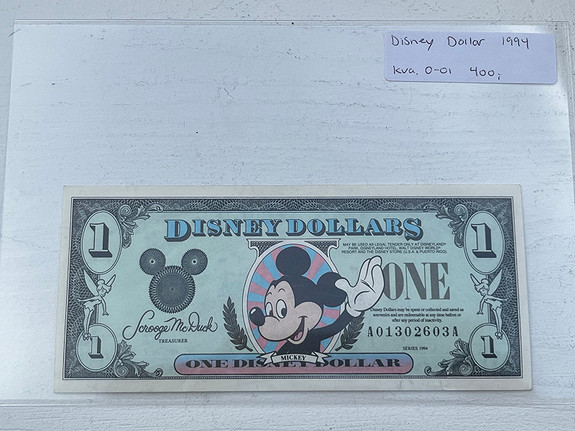 Disney Dollar 1994
kva. 0-01 400,-
DISNEY DOLLARS
1
1
MAY BE USED AS LEGAL TENDER ONLY AT DISNEYLAND®
PARK, DISNEYLAND HOTEL, WALT DISNEY WORLD®
RESORT AND THE DISNEY STORE (U.S.A. & PUERTO RICO).
ONE
Disney Dollars may be spent or collected and saved as
souvenirs and are redeemable at any time before or
after any period of inactivity.
A01302603A
Scrooge McDuck
TREASURER
SERIES 1994
1
1
MICKEY
ONE DISNEY DOLLAR